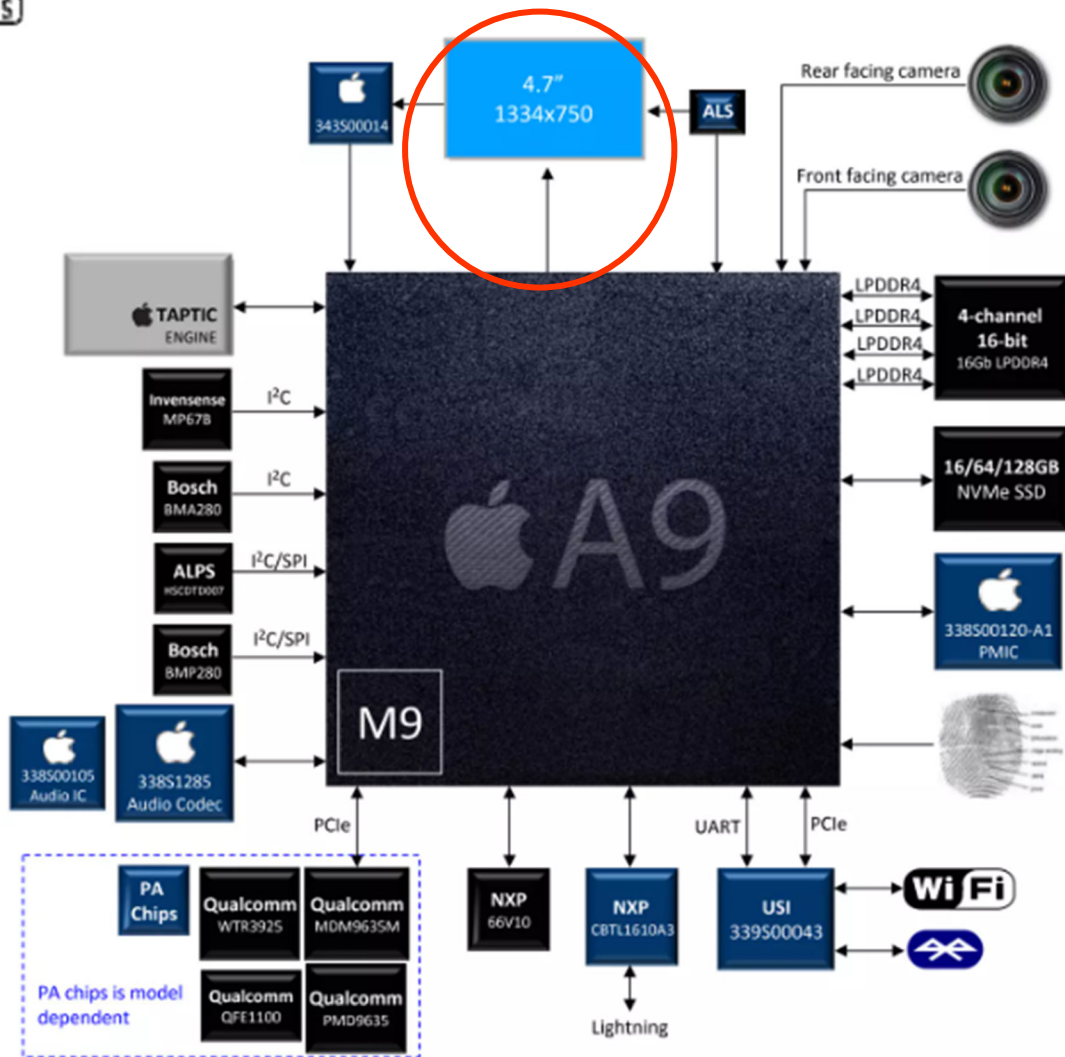 S
4.7"
1334x750
343S00014
ALS
Rear facing camera
Front facing camera
TAPTIC
ENGINE
LPDDR4
LPDDR4
LPDDR4
LPDDR4
4-channel
16-bit
16Gb LPDDR4
Invensense
MP67B
I²C
Bosch
BMA280
I²C
16/64/128GB
NVMe SSD
A9
ALPS
HSCDTD007
I²C/SPI
338S00120-A1
PMIC
Bosch
BMP280
I²C/SPI
M9
338S00105
Audio IC
338S1285
Audio Codec
PCIe
UART
PCIe
PA
Chips
Qualcomm
WTR3925
Qualcomm
MDM9635M
NXP
66V10
NXP
CBTL1610A3
USI
339S00043
Wi Fi
PA chips is model
dependent
Qualcomm
QFE1100
Qualcomm
PMD9635
Lightning